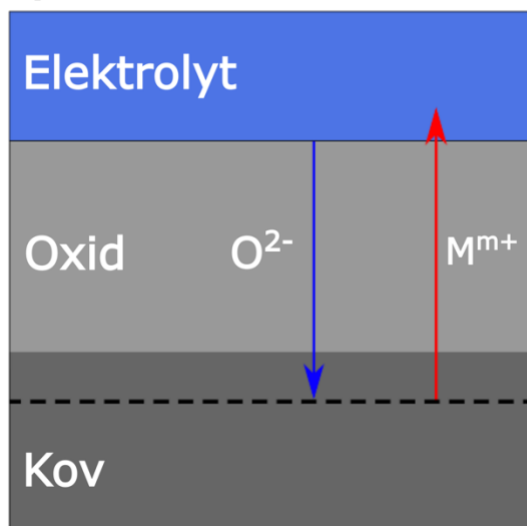 Elektrolyt
Oxid
O²⁻
Mᵐ⁺
Kov